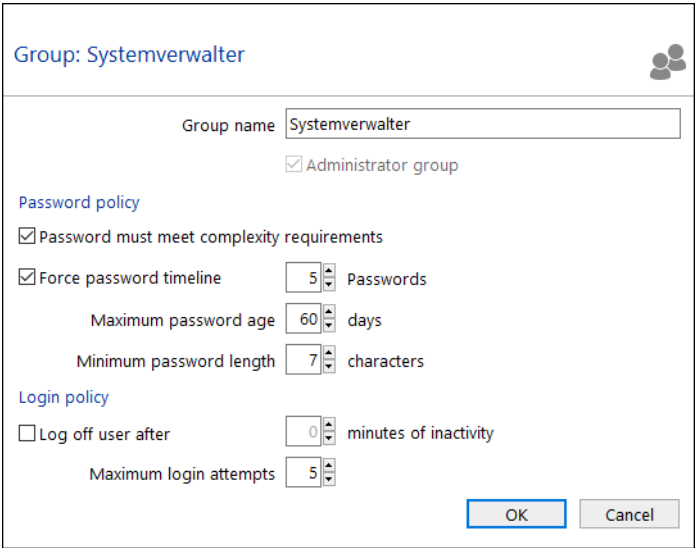 Group: Systemverwalter
Group name Systemverwalter
Administrator group
Password policy
Password must meet complexity requirements
Force password timeline 5 Passwords
Maximum password age 60 days
Minimum password length 7 characters
Login policy
Log off user after 0 minutes of inactivity
Maximum login attempts 5
OK Cancel